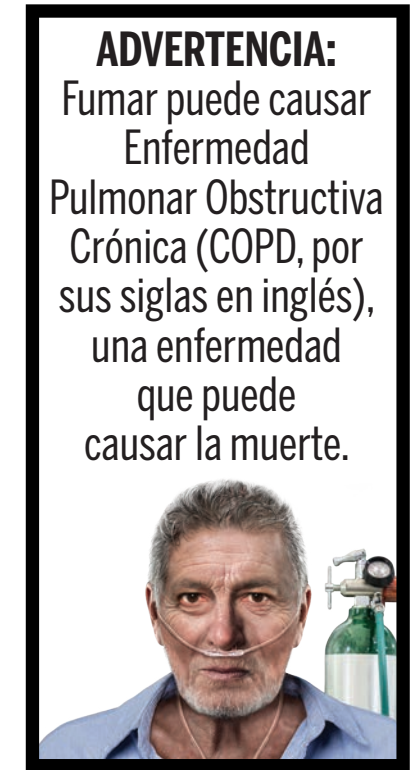 ADVERTENCIA:
Fumar puede causar
Enfermedad
Pulmonar Obstructiva
Crónica (COPD, por
sus siglas en inglés),
una enfermedad
que puede
causar la muerte.